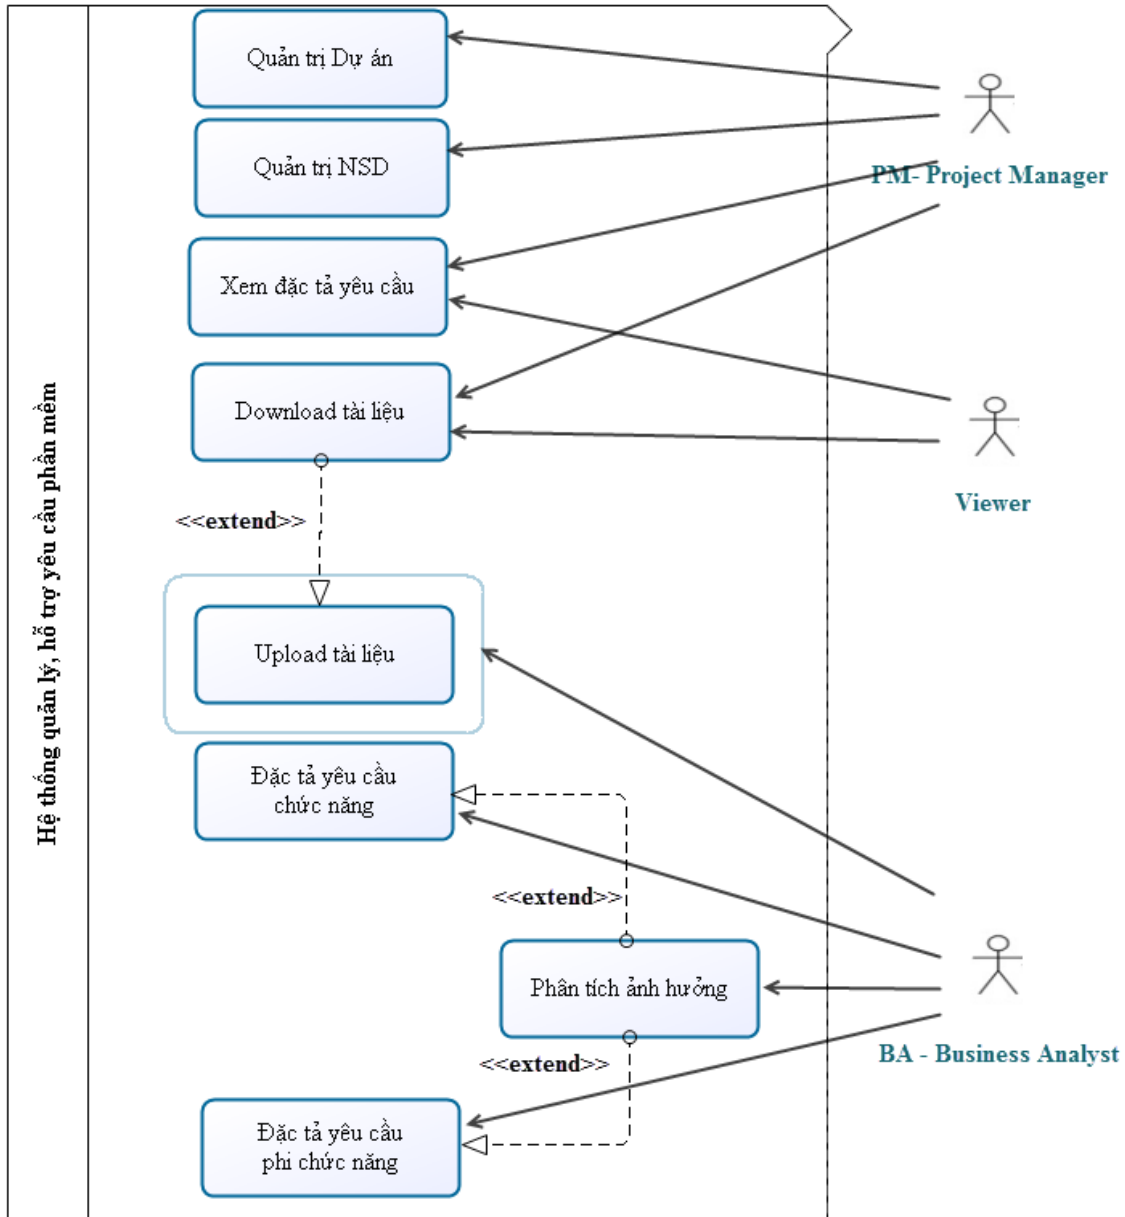 Hệ thống quản lý, hỗ trợ yêu cầu phần mềm
Quản trị Dự án
PM- Project Manager
Quản trị NSD
Xem đặc tả yêu cầu
Download tài liệu
Viewer
<<extend>>
Upload tài liệu
Đặc tả yêu cầu
chức năng
<<extend>>
Phân tích ảnh hưởng
BA - Business Analyst
<<extend>>
Đặc tả yêu cầu
phi chức năng